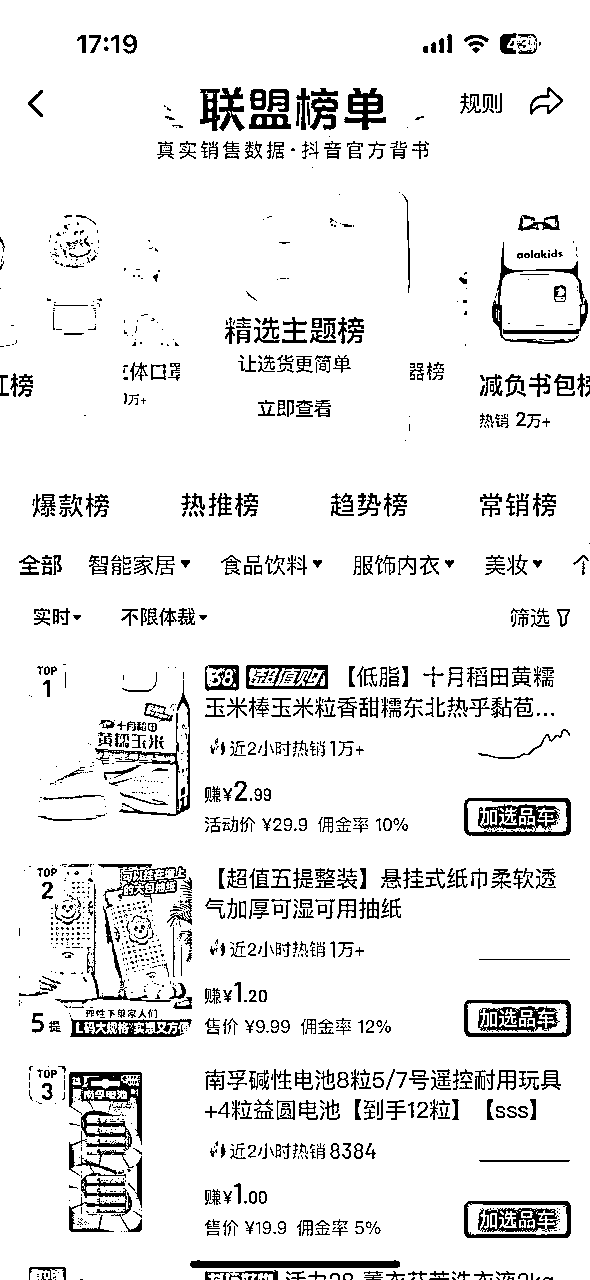 17:19
联盟榜单
规则
真实销售数据·抖音官方背书
aolakids
精选主题榜
让选货更简单
立即查看
减负书包榜
热销 2万+
爆款榜 热推榜 趋势榜 常销榜
全部 智能家居 食品饮料 服饰内衣 美妆
实时 不限体裁 筛选
TOP 1
十月稻田
黄糯玉米
超值购 【低脂】十月稻田黄糯
玉米棒玉米粒香甜糯东北热乎黏苞...
近2小时热销1万+
赚¥2.99
活动价 ¥29.9 佣金率 10%
加选品车
TOP 2
5提
【超值五提整装】悬挂式纸巾柔软透
气加厚可湿可用抽纸
近2小时热销1万+
赚¥1.20
售价 ¥9.99 佣金率 12%
加选品车
TOP 3
南孚电池
南孚碱性电池8粒5/7号遥控耐用玩具
+4粒益圆电池【到手12粒】【sss】
近2小时热销8384
赚¥1.00
售价 ¥19.9 佣金率 5%
加选品车